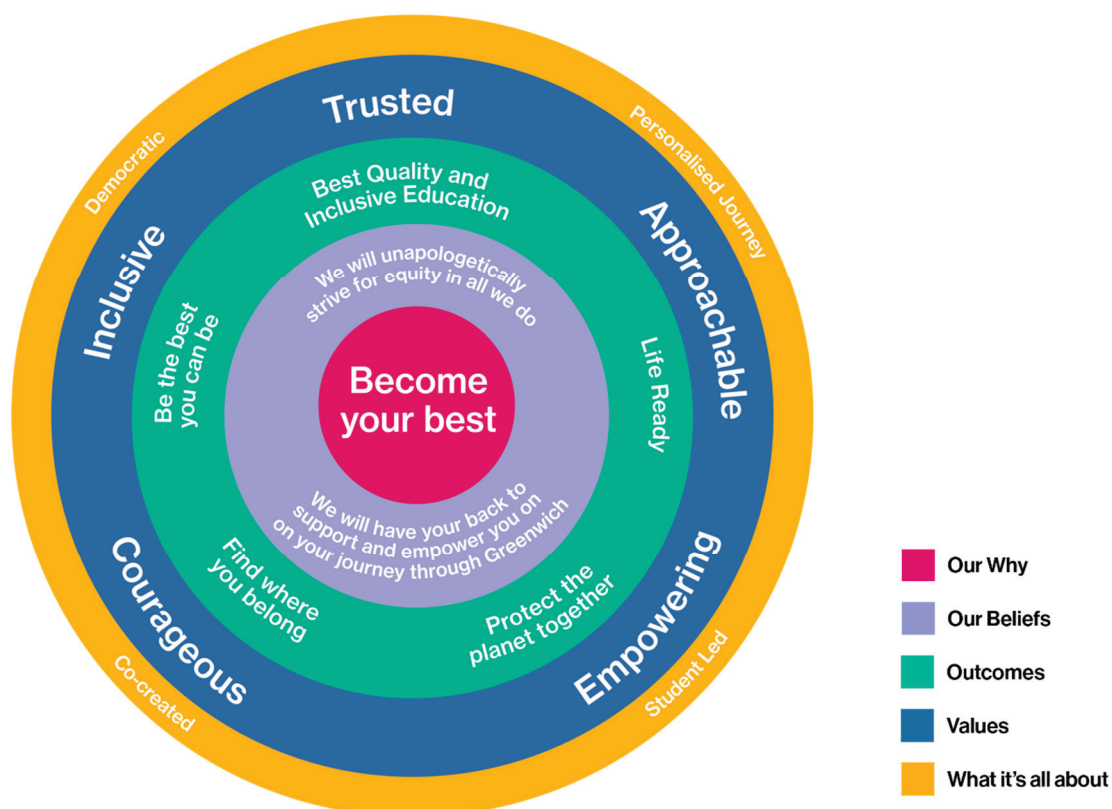 Democratic
Personalised Journey
Trusted
Inclusive
Approachable
Best Quality and
Inclusive Education
We will unapologetically
strive for equity in all we do
Be the best
you can be
Become
your best
Life Ready
We will have your back to
support and empower you on
on your journey through Greenwich
Find where
you belong
Protect the
planet together
Courageous
Empowering
Co-created
Student Led
Our Why
Our Beliefs
Outcomes
Values
What it's all about